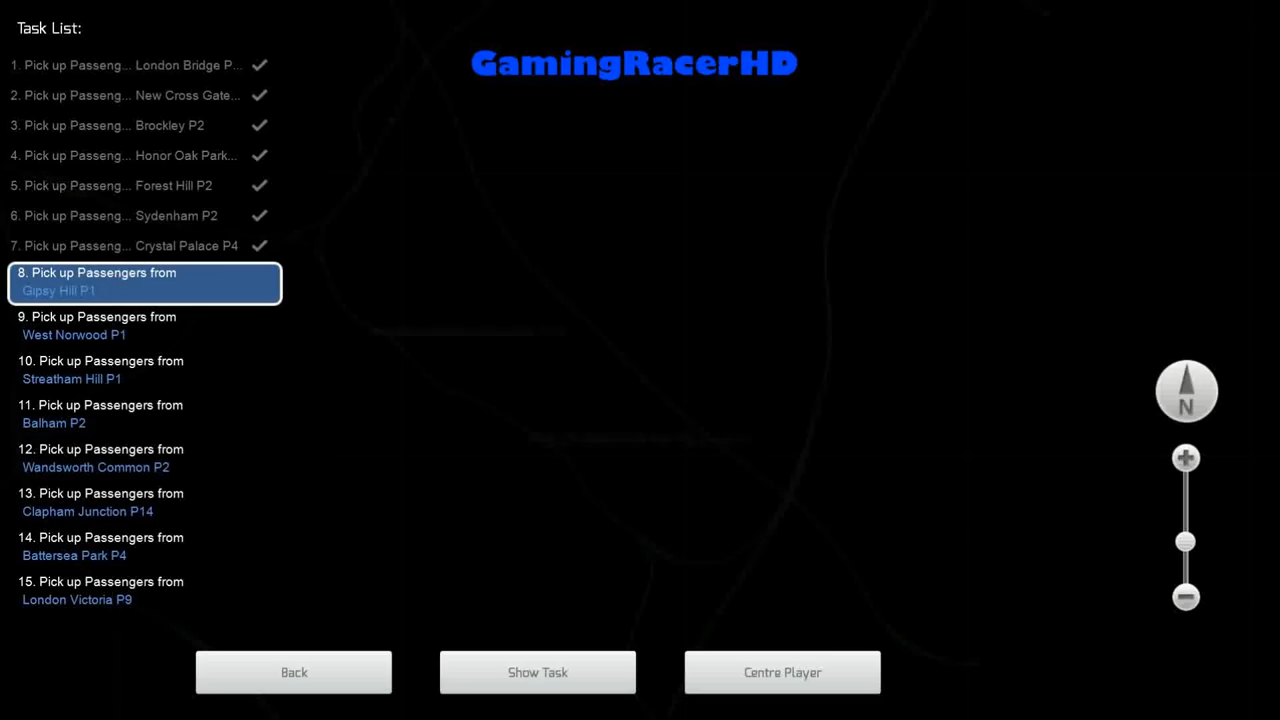 Task List:
GamingRacerHD
1. Pick up Passeng... London Bridge P...
2. Pick up Passeng... New Cross Gate...
3. Pick up Passeng... Brockley P2
4. Pick up Passeng... Honor Oak Park...
5. Pick up Passeng... Forest Hill P2
6. Pick up Passeng... Sydenham P2
7. Pick up Passeng... Crystal Palace P4
8. Pick up Passengers from
Gipsy Hill P1
9. Pick up Passengers from
West Norwood P1
10. Pick up Passengers from
Streatham Hill P1
11. Pick up Passengers from
Balham P2
12. Pick up Passengers from
Wandsworth Common P2
13. Pick up Passengers from
Clapham Junction P14
14. Pick up Passengers from
Battersea Park P4
15. Pick up Passengers from
London Victoria P9
N
Back
Show Task
Centre Player